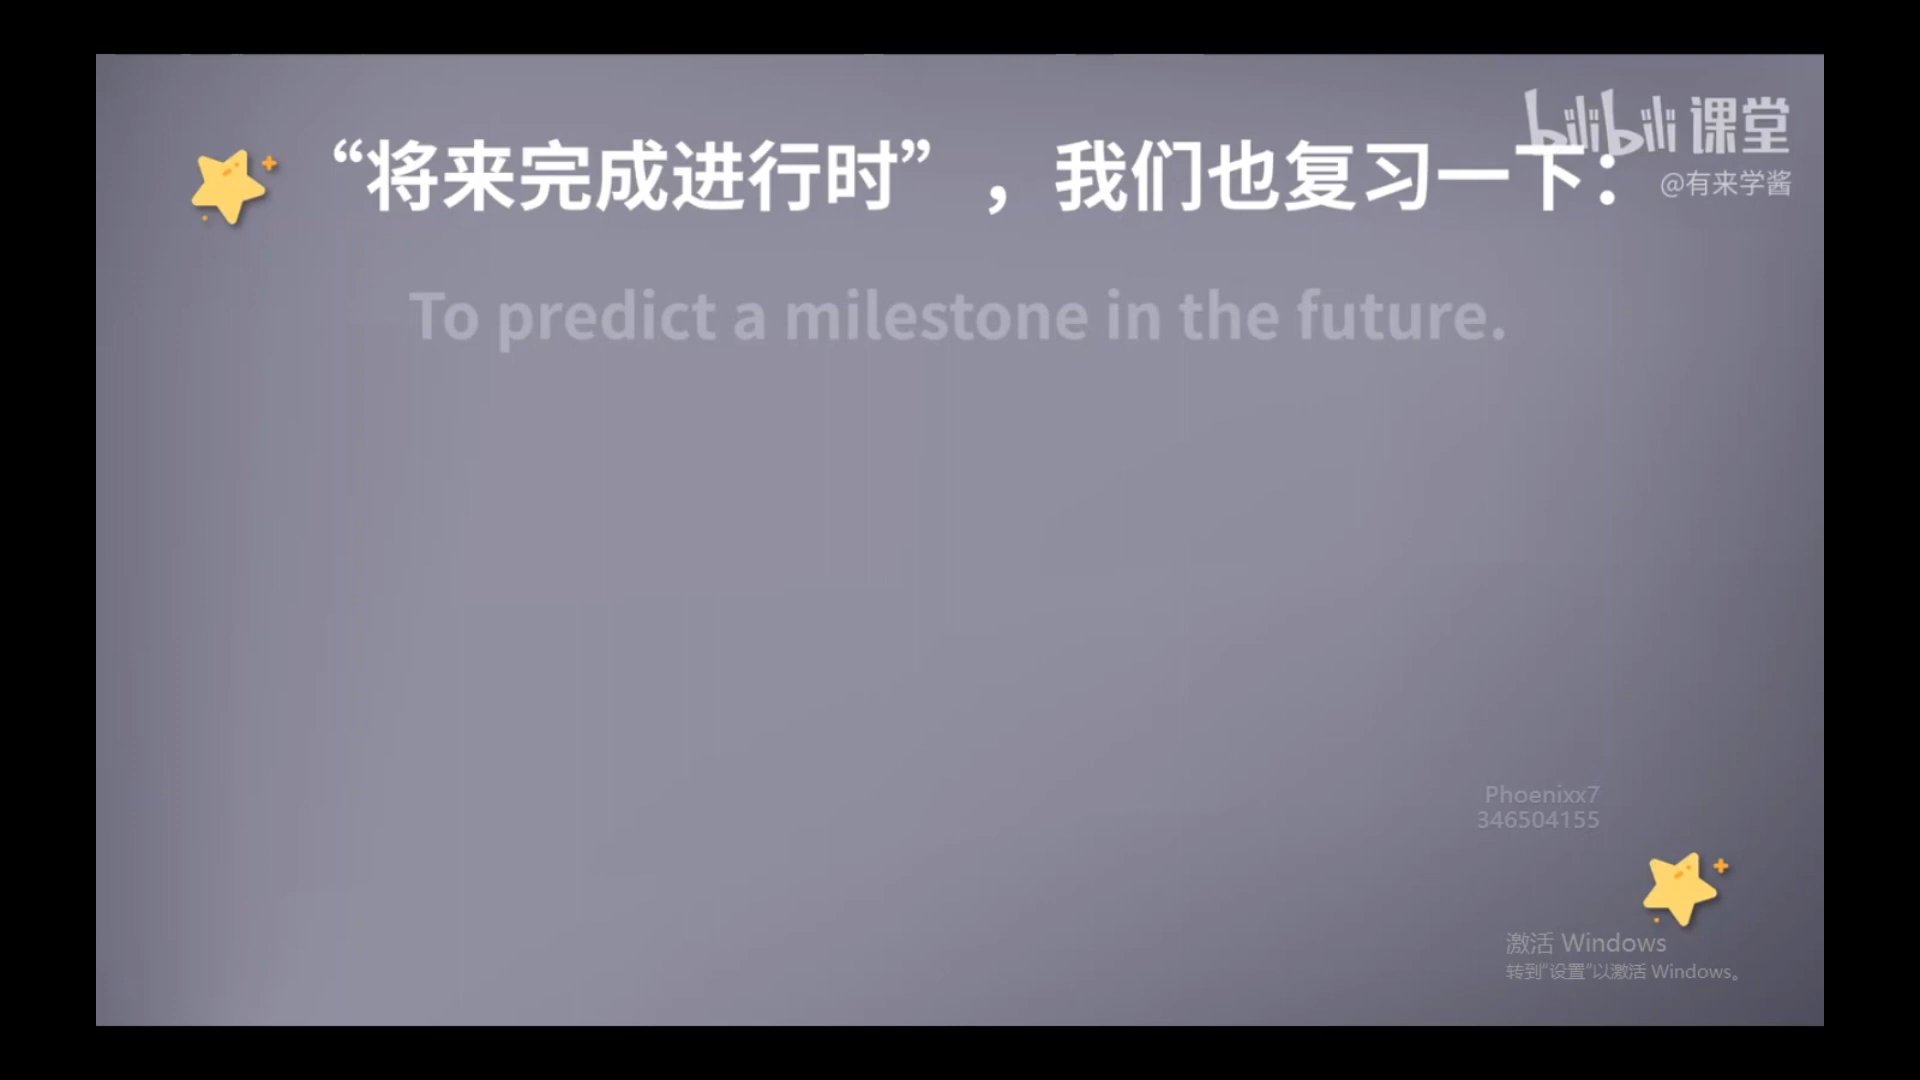 bilibili 课堂
“将来完成进行时”，我们也复习一下：
@有来学酱
To predict a milestone in the future.
Phoenixx7
346504155
激活 Windows
转到“设置”以激活 Windows。